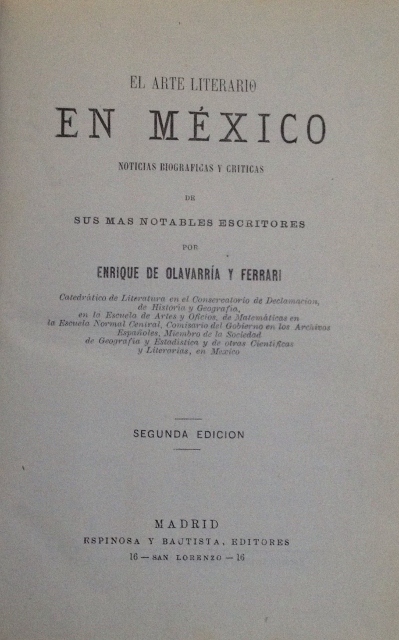 EL ARTE LITERARIO
EN MÉXICO
NOTICIAS BIOGRAFICAS Y CRITICAS
DE
SUS MAS NOTABLES ESCRITORES
POR
ENRIQUE DE OLAVARRÍA Y FERRARI
Catedrático de Literatura en el Conservatorio de Declamacion,
de Historia y Geografía,
en la Escuela de Artes y Oficios, de Matemáticas en
la Escuela Normal Central, Comisario del Gobierno en los Archivos
Españoles, Miembro de la Sociedad
de Geografía y Estadística y de otras Científicas
y Literarias, en Mexico
SEGUNDA EDICION
MADRID
ESPINOSA Y BAUTISTA, EDITORES
16 — SAN LORENZO — 16